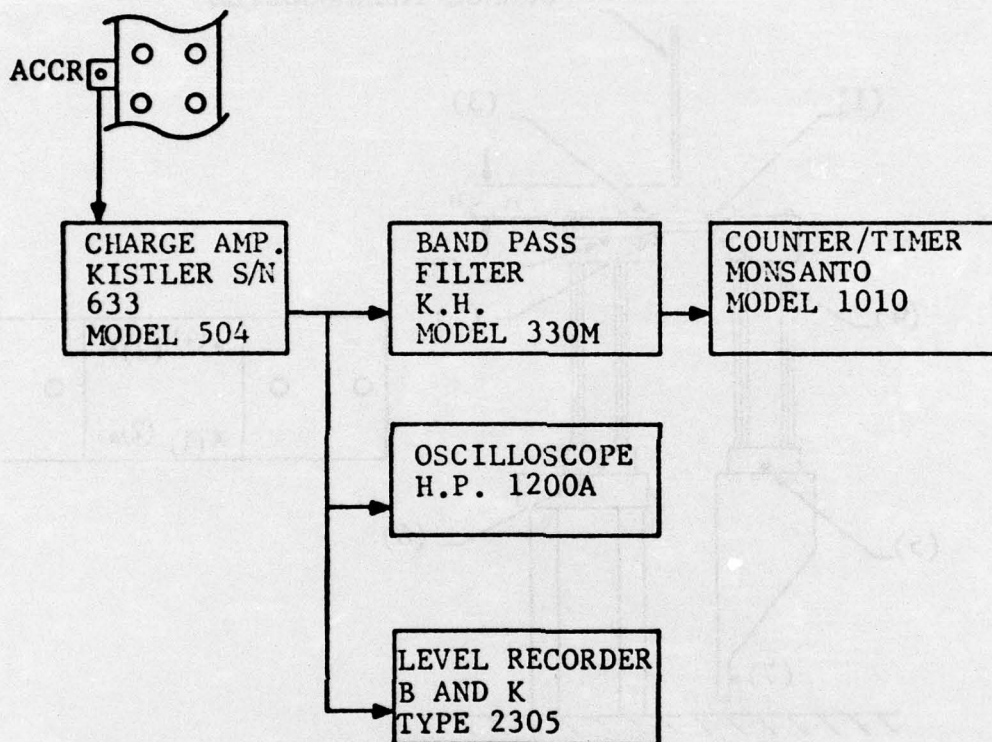 ACCR
CHARGE AMP.
KISTLER S/N
633
MODEL 504
BAND PASS
FILTER
K.H.
MODEL 330M
COUNTER/TIMER
MONSANTO
MODEL 1010
OSCILLOSCOPE
H.P. 1200A
LEVEL RECORDER
B AND K
TYPE 2305